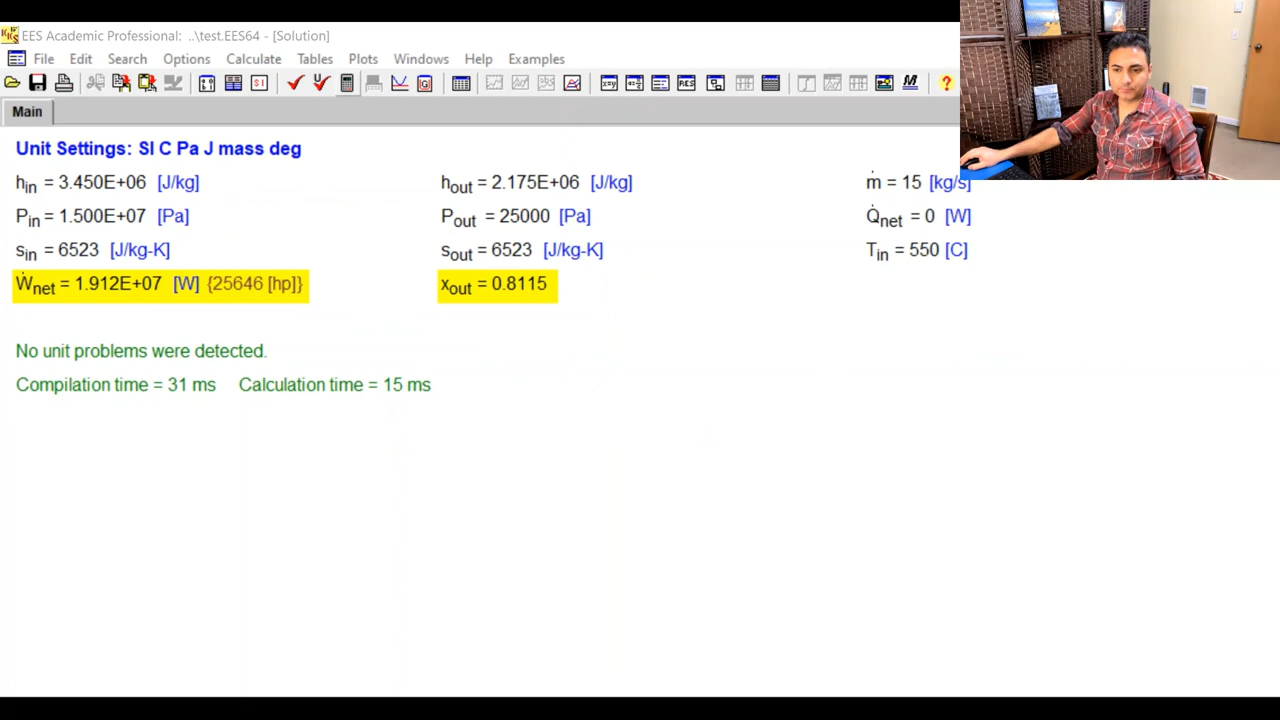 EES Academic Professional: ..\test.EES64 - [Solution]
File Edit Search Options Calculate Tables Plots Windows Help Examples
Main
Unit Settings: SI C Pa J mass deg
hin = 3.450E+06 [J/kg] hout = 2.175E+06 [J/kg] ṁ = 15 [kg/s]
Pin = 1.500E+07 [Pa] Pout = 25000 [Pa] Q̇net = 0 [W]
sin = 6523 [J/kg-K] sout = 6523 [J/kg-K] Tin = 550 [C]
Ẇnet = 1.912E+07 [W] {25646 [hp]} xout = 0.8115
No unit problems were detected.
Compilation time = 31 ms Calculation time = 15 ms